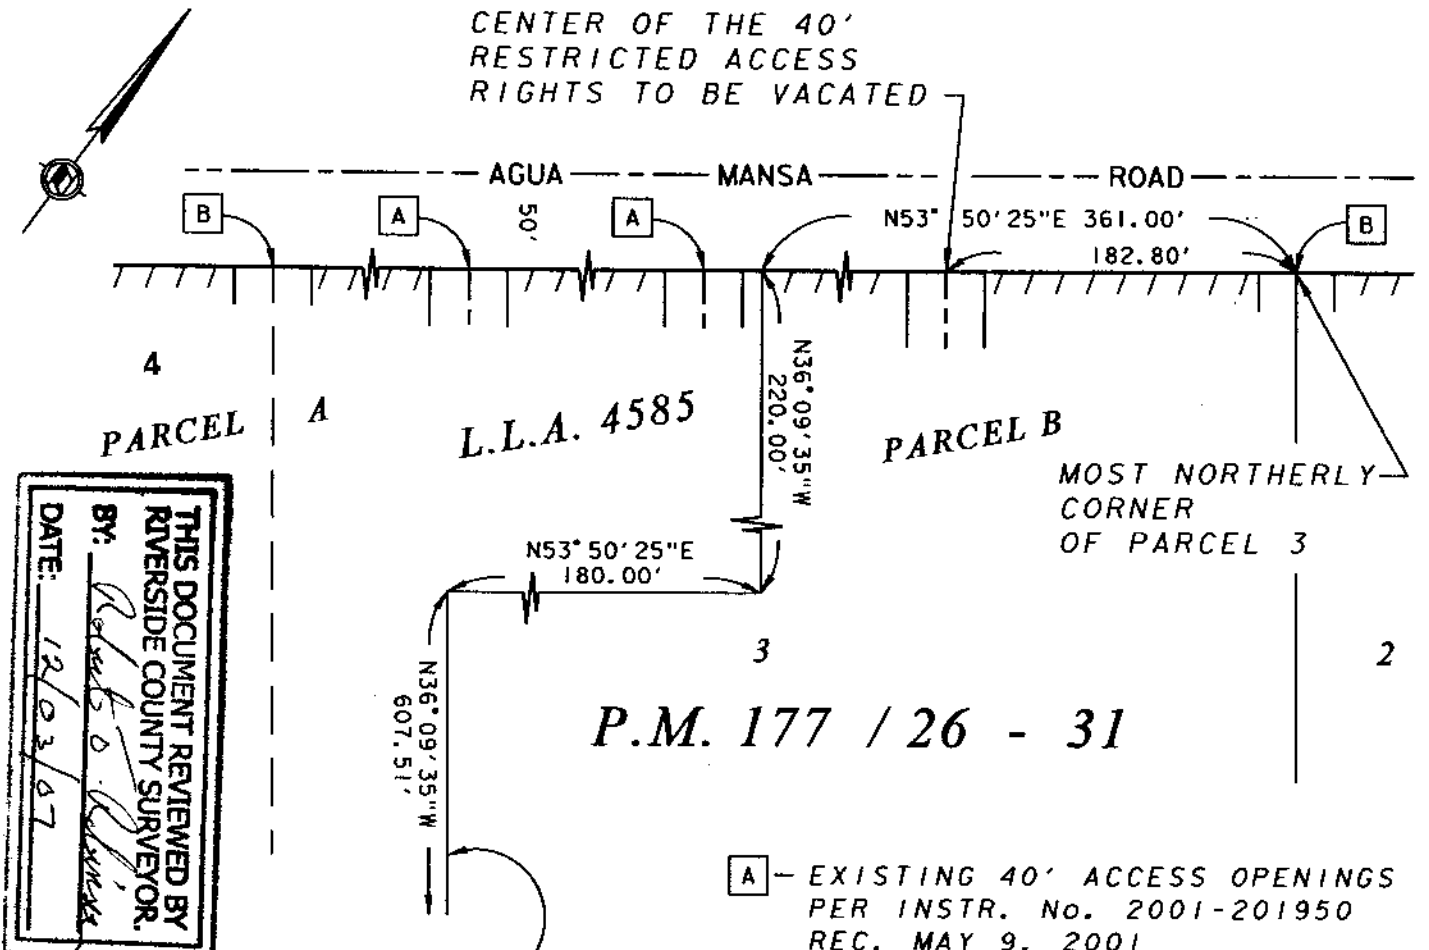 CENTER OF THE 40'
RESTRICTED ACCESS
RIGHTS TO BE VACATED
AGUA MANSA ROAD
B
A
50'
A
N53° 50'25"E 361.00'
B
182.80'
N36°09'35"W
220.00'
4
PARCEL A
L.L.A. 4585
PARCEL B
MOST NORTHERLY
CORNER
OF PARCEL 3
N53°50'25"E
180.00'
THIS DOCUMENT REVIEWED BY
RIVERSIDE COUNTY SURVEYOR.
BY:
DATE: 12/03/07
3
2
N36°09'35"W
607.51'
P.M. 177 / 26 - 31
A - EXISTING 40' ACCESS OPENINGS
PER INSTR. No. 2001-201950
REC. MAY 9, 2001